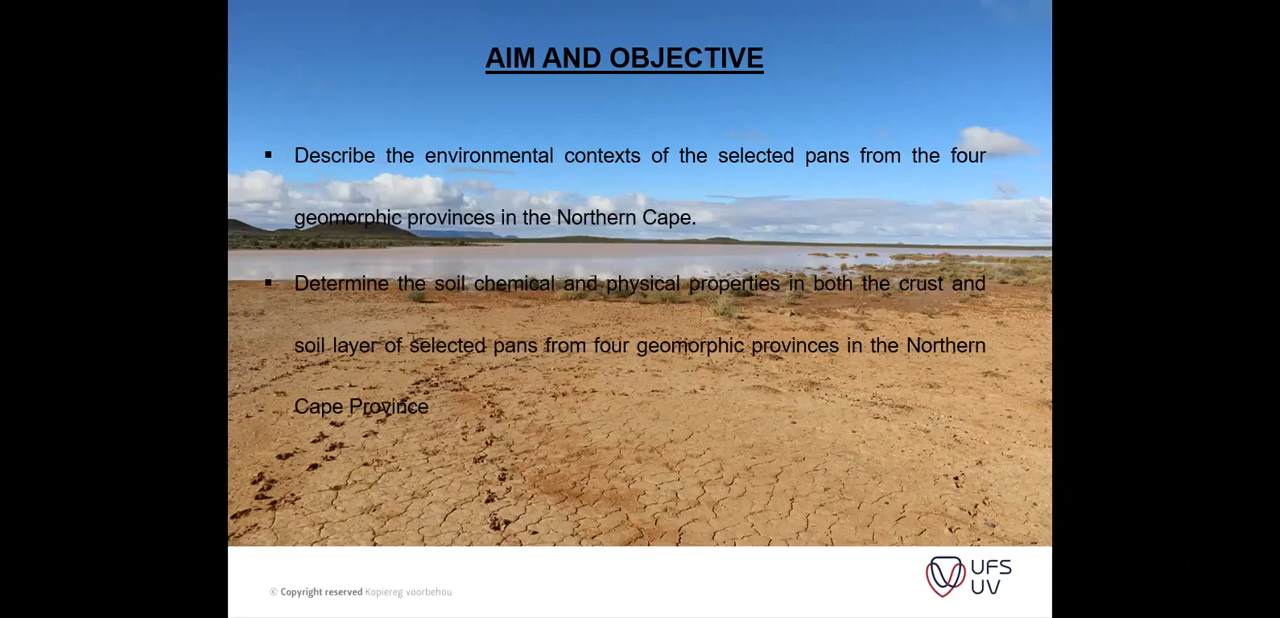 AIM AND OBJECTIVE
▪ Describe the environmental contexts of the selected pans from the four
geomorphic provinces in the Northern Cape.
▪ Determine the soil chemical and physical properties in both the crust and
soil layer of selected pans from four geomorphic provinces in the Northern
Cape Province
© Copyright reserved Kopiereg voorbehou
UFS
UV